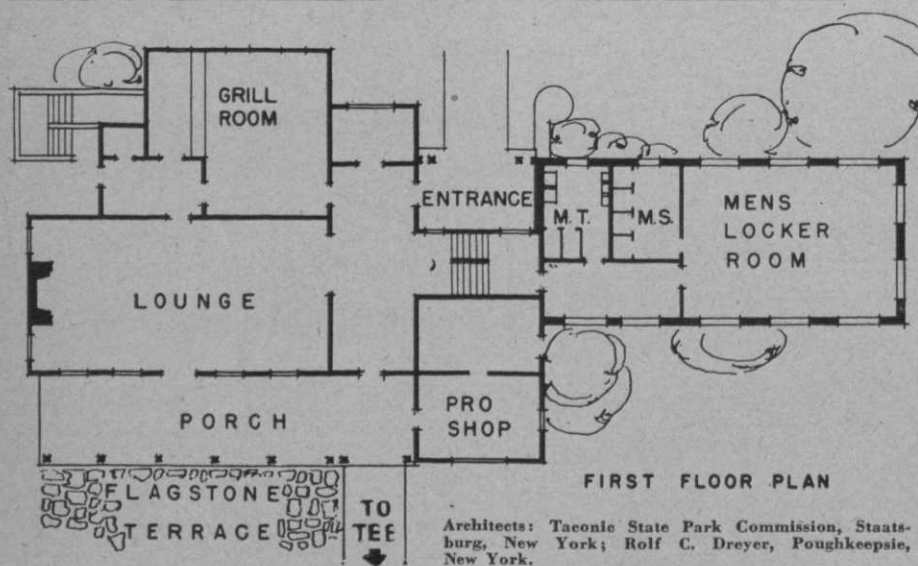 GRILL
ROOM
ENTRANCE
M.T.
M.S.
MENS
LOCKER
ROOM
LOUNGE
PORCH
PRO
SHOP
FLAGSTONE
TERRACE
TO
TEE
FIRST FLOOR PLAN
Architects: Taconic State Park Commission, Staats-
burg, New York; Rolf C. Dreyer, Poughkeepsie,
New York.